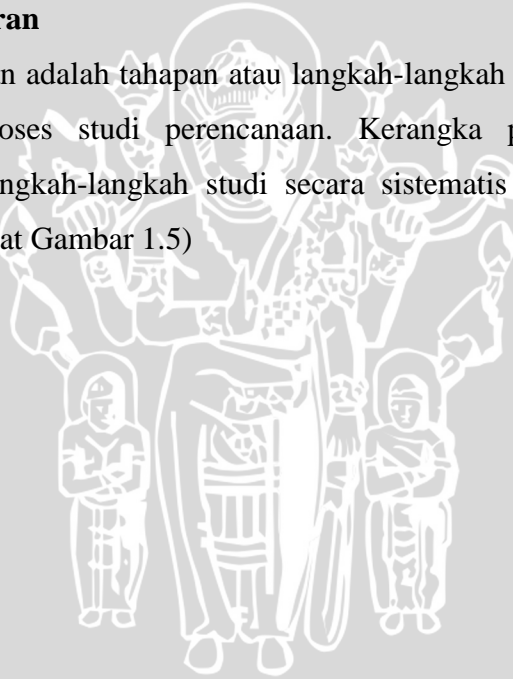 ran
n adalah tahapan atau langkah-langkah
oses studi perencanaan. Kerangka p
ngkah-langkah studi secara sistematis
at Gambar 1.5)